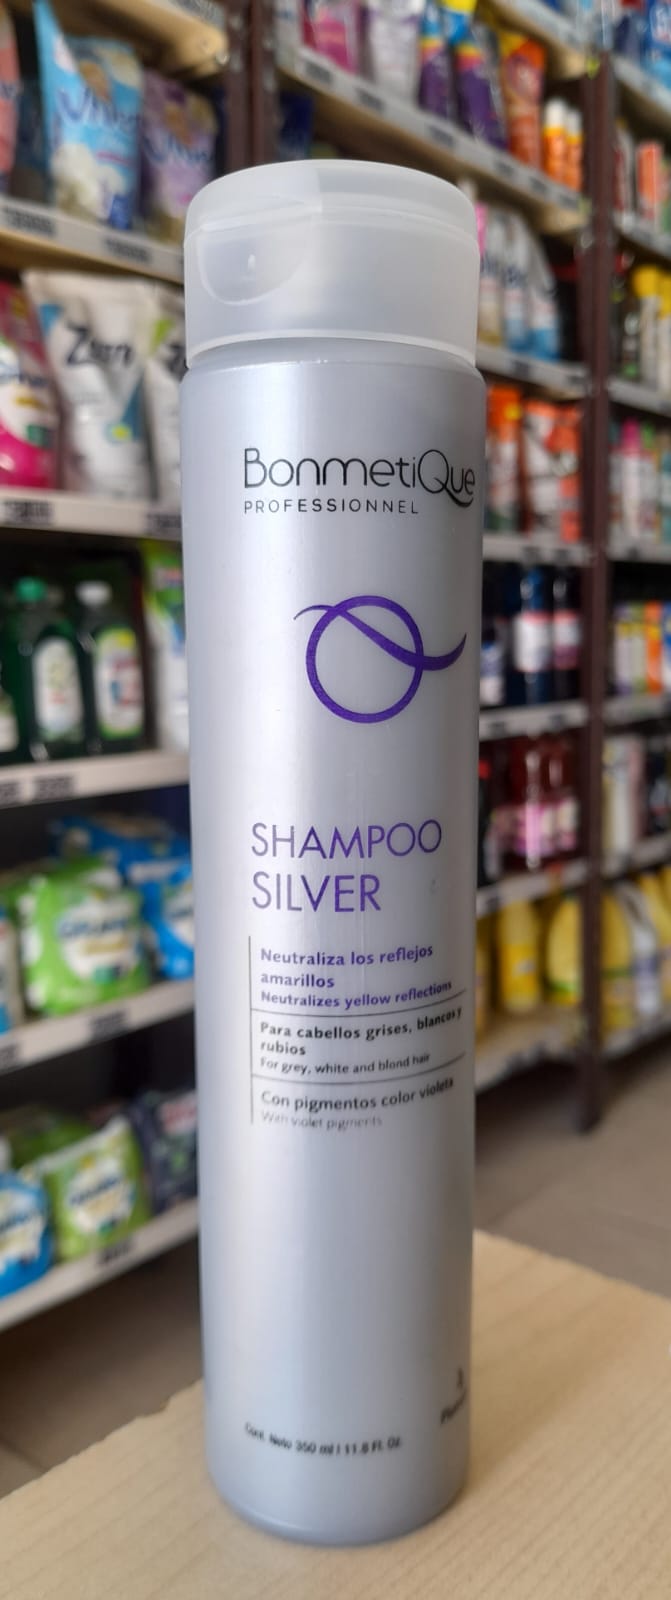 BonmetiQue
PROFESSIONNEL
SHAMPOO
SILVER
Neutraliza los reflejos
amarillos
Neutralizes yellow reflections
Para cabellos grises, blancos y
rubios
For grey, white and blond hair
Con pigmentos color violeta
With violet pigments
Cont. Neto 350 ml | 11.8 Fl. Oz.